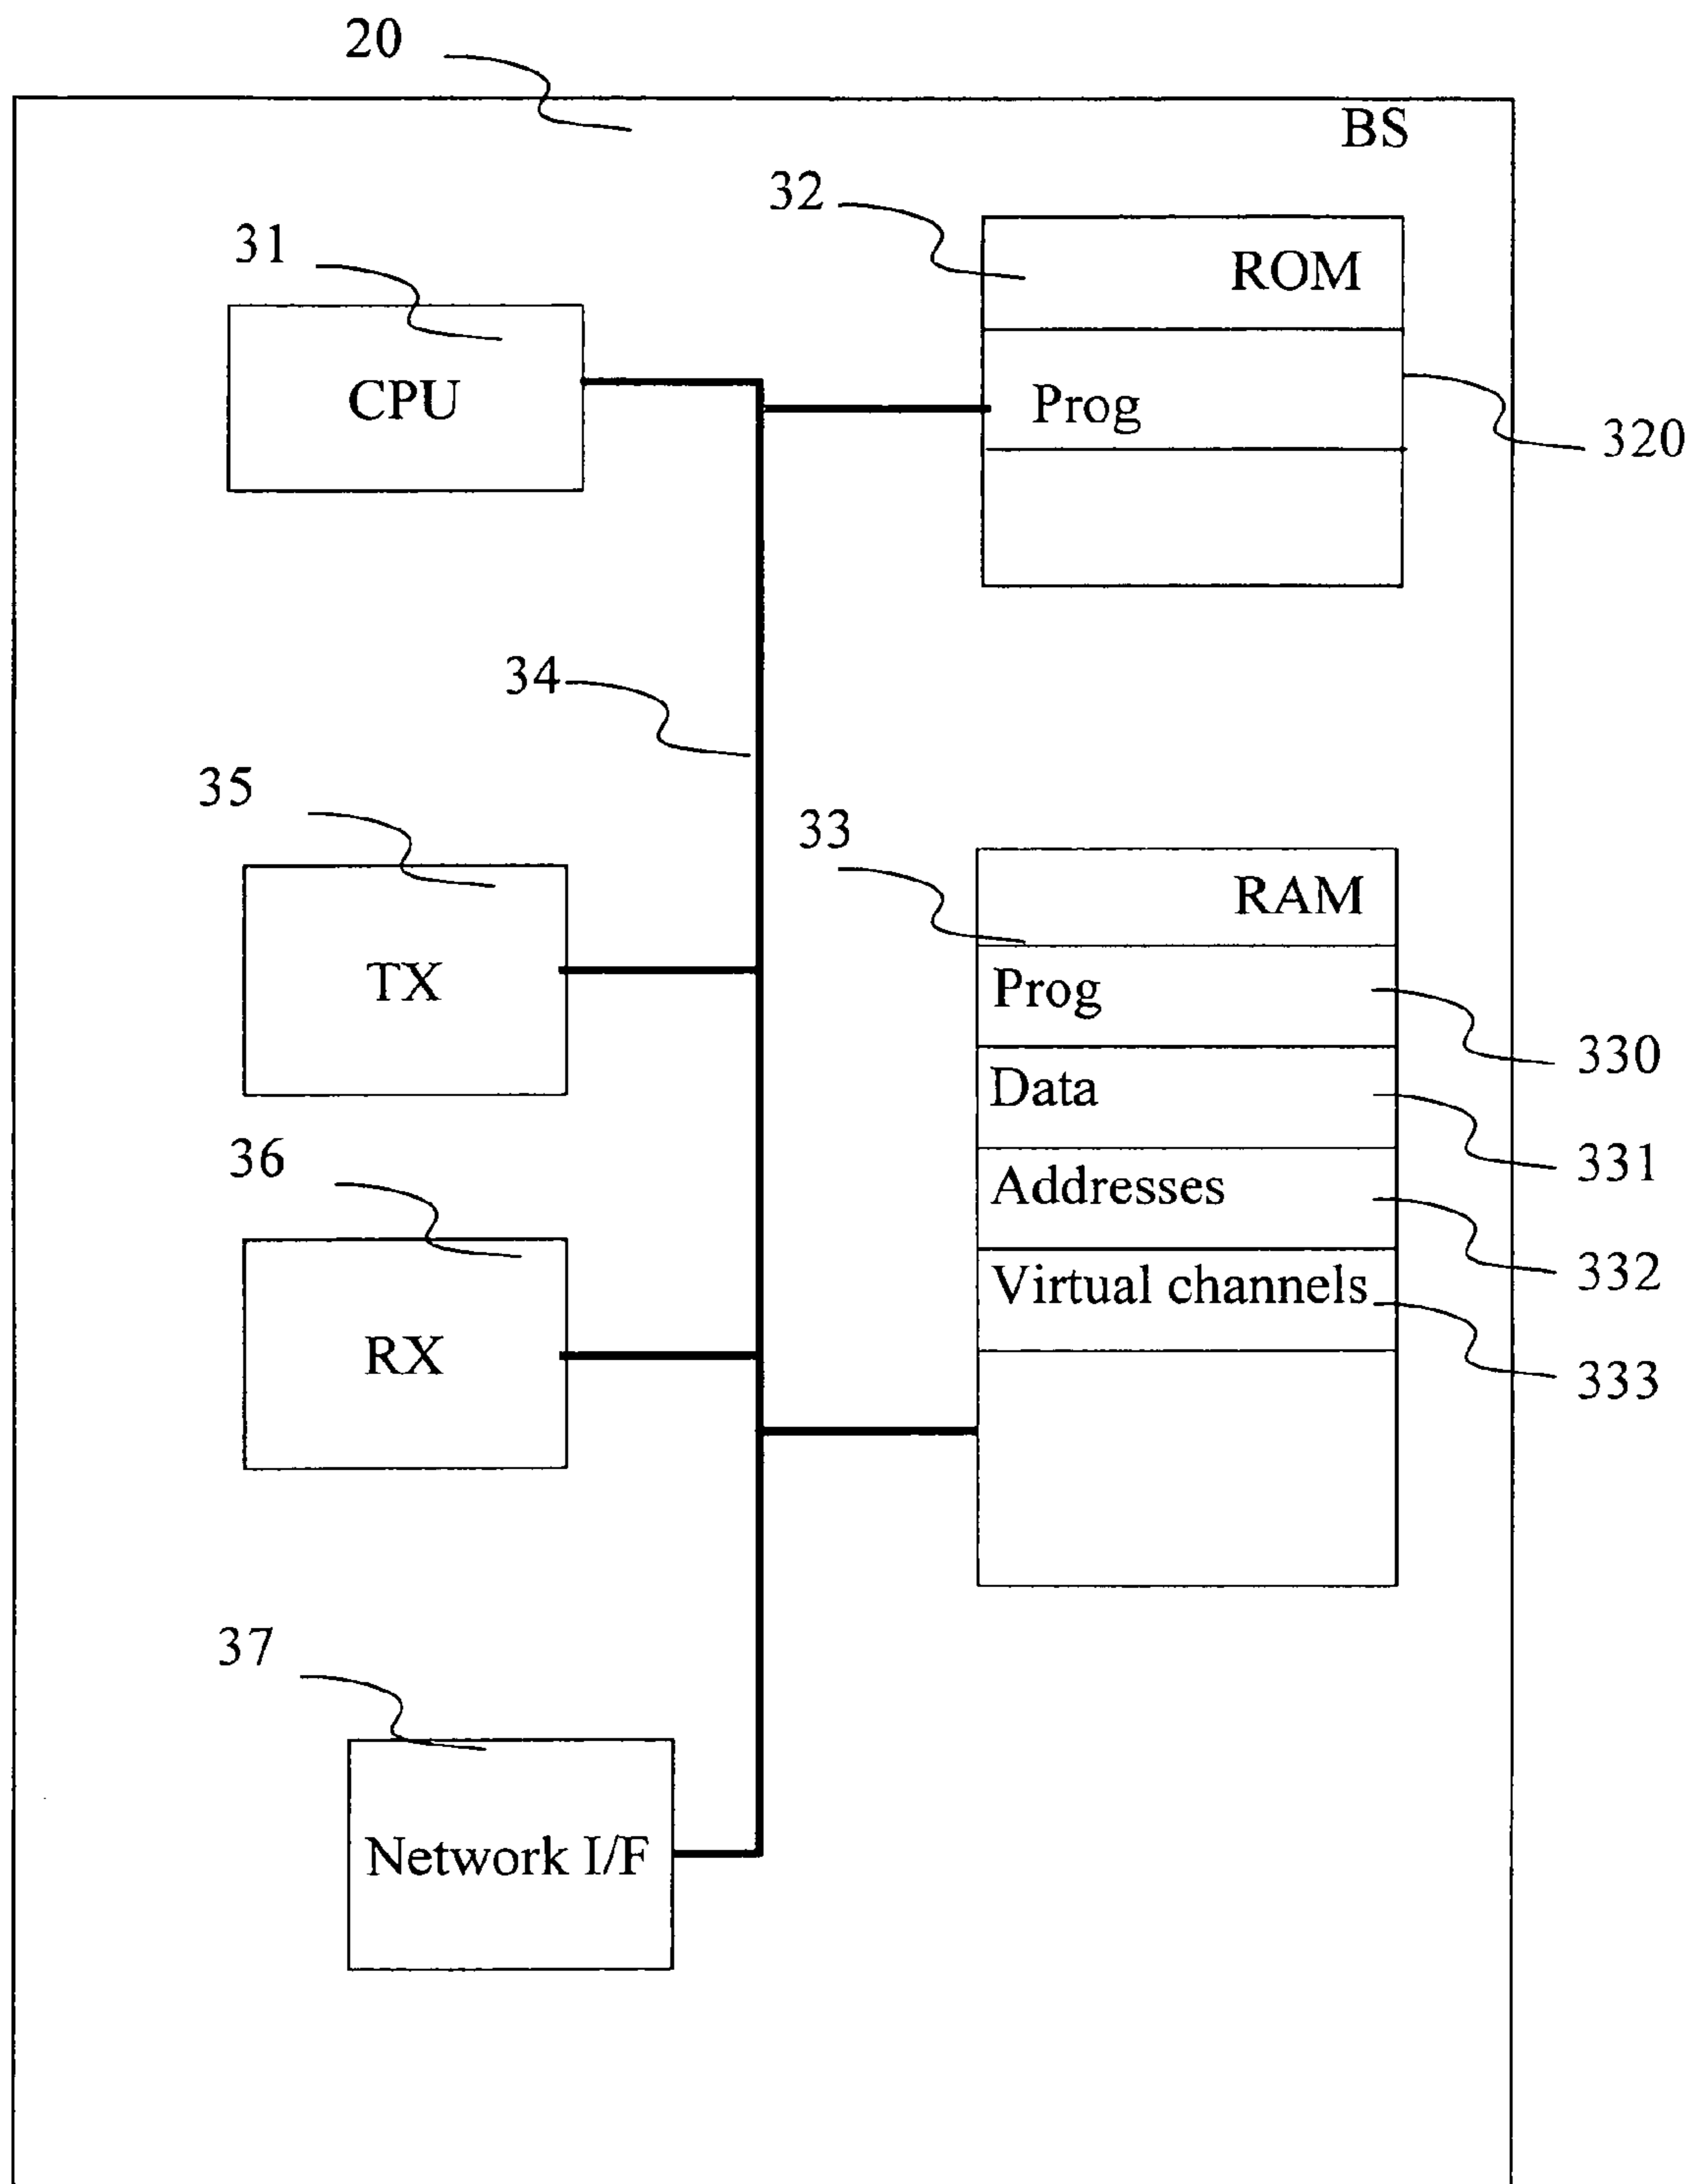 20
BS
32
ROM
31
CPU
Prog
320
34
35
33
RAM
TX
Prog
330
Data
331
36
Addresses
332
Virtual channels
RX
333
37
Network I/F